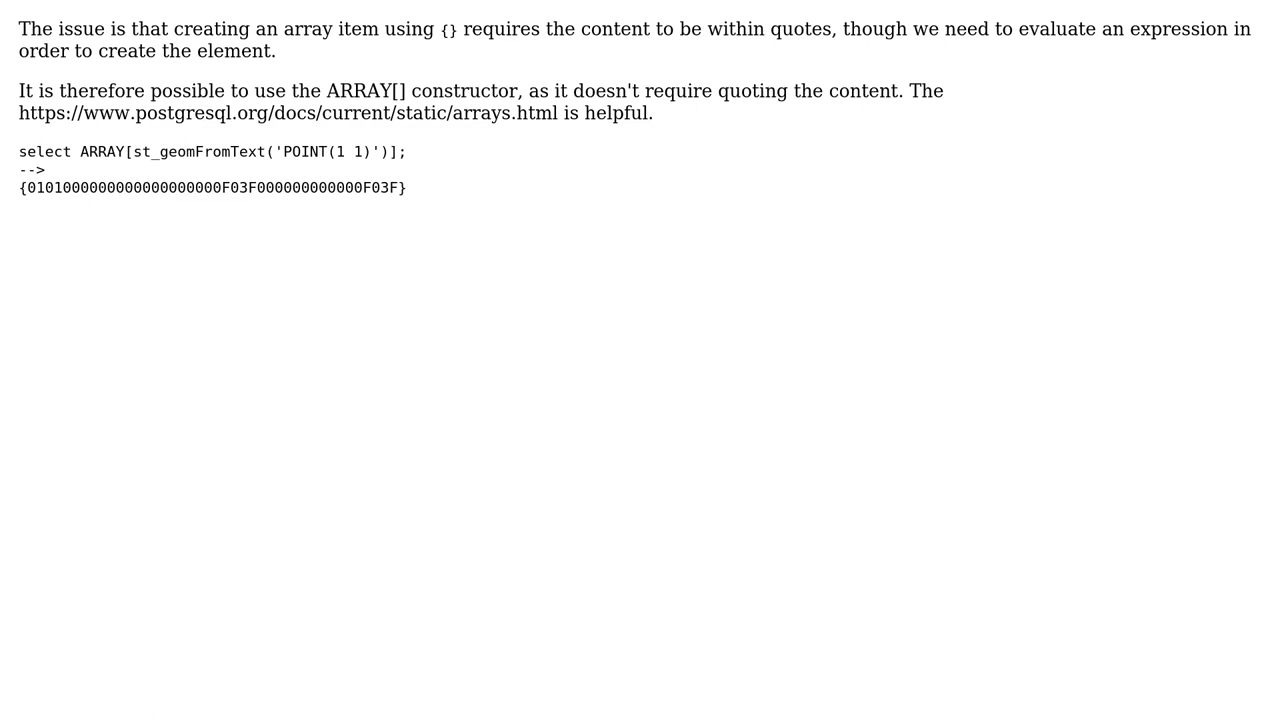 The issue is that creating an array item using {} requires the content to be within quotes, though we need to evaluate an expression in
order to create the element.
It is therefore possible to use the ARRAY[] constructor, as it doesn't require quoting the content. The
https://www.postgresql.org/docs/current/static/arrays.html is helpful.
select ARRAY[st_geomFromText('POINT(1 1)')];
-->
{0101000000000000000000F03F000000000000F03F}